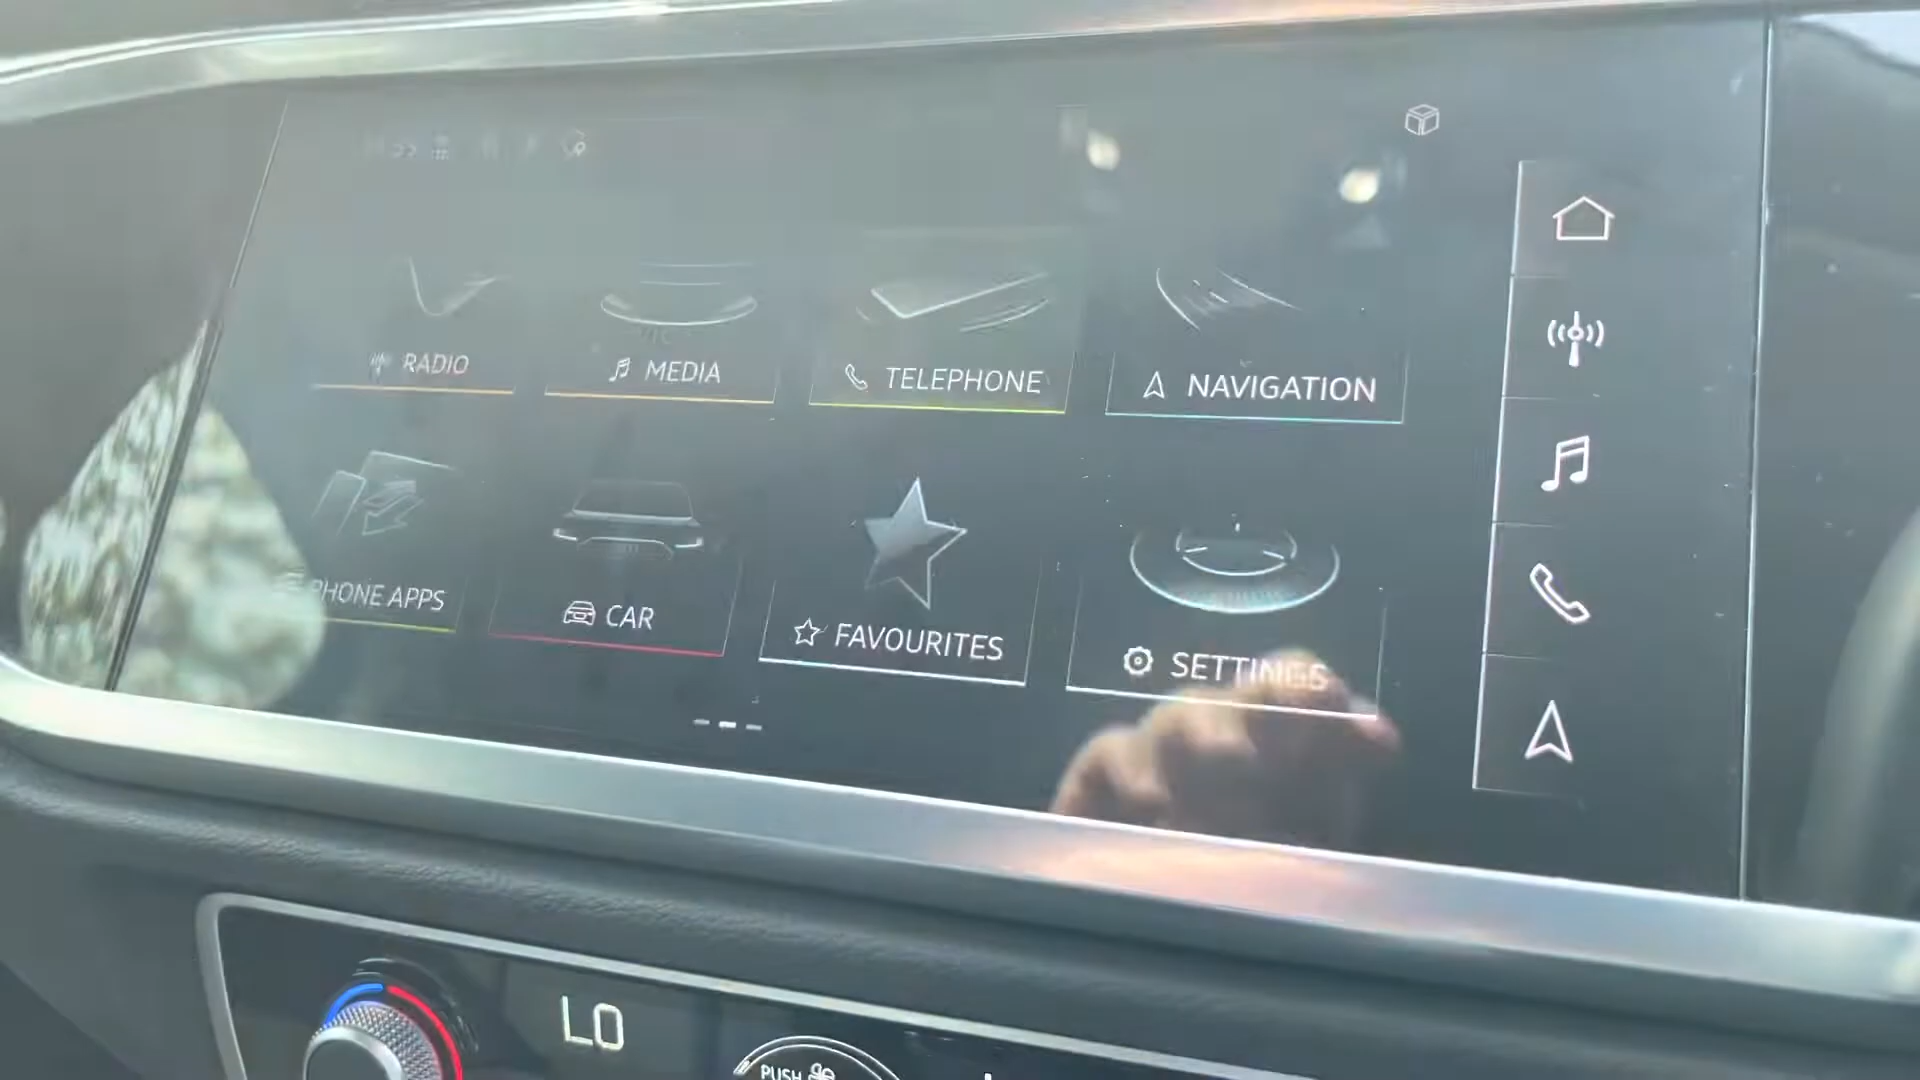 RADIO
MEDIA
TELEPHONE
NAVIGATION
PHONE APPS
CAR
FAVOURITES
SETTINGS
LO
PUSH